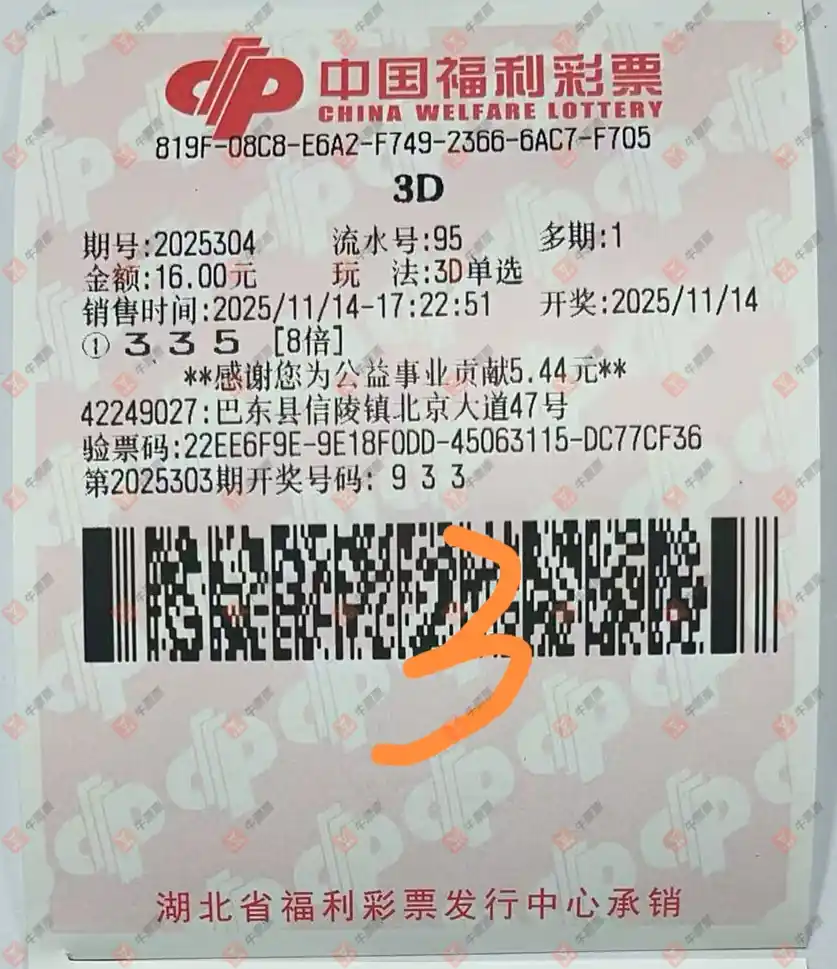 中国福利彩票
CHINA WELFARE LOTTERY
819F-08C8-E6A2-F749-2366-6AC7-F705
3D
期号:2025304 流水号:95 多期:1
金额:16.00元 玩 法:3D单选
销售时间:2025/11/14-17:22:51 开奖:2025/11/14
① 3 3 5 [8倍]
**感谢您为公益事业贡献5.44元**
42249027:巴东县信陵镇北京大道47号
验票码:22EE6F9E-9E18F0DD-45063115-DC77CF36
第2025303期开奖号码: 9 3 3
3
湖北省福利彩票发行中心承销